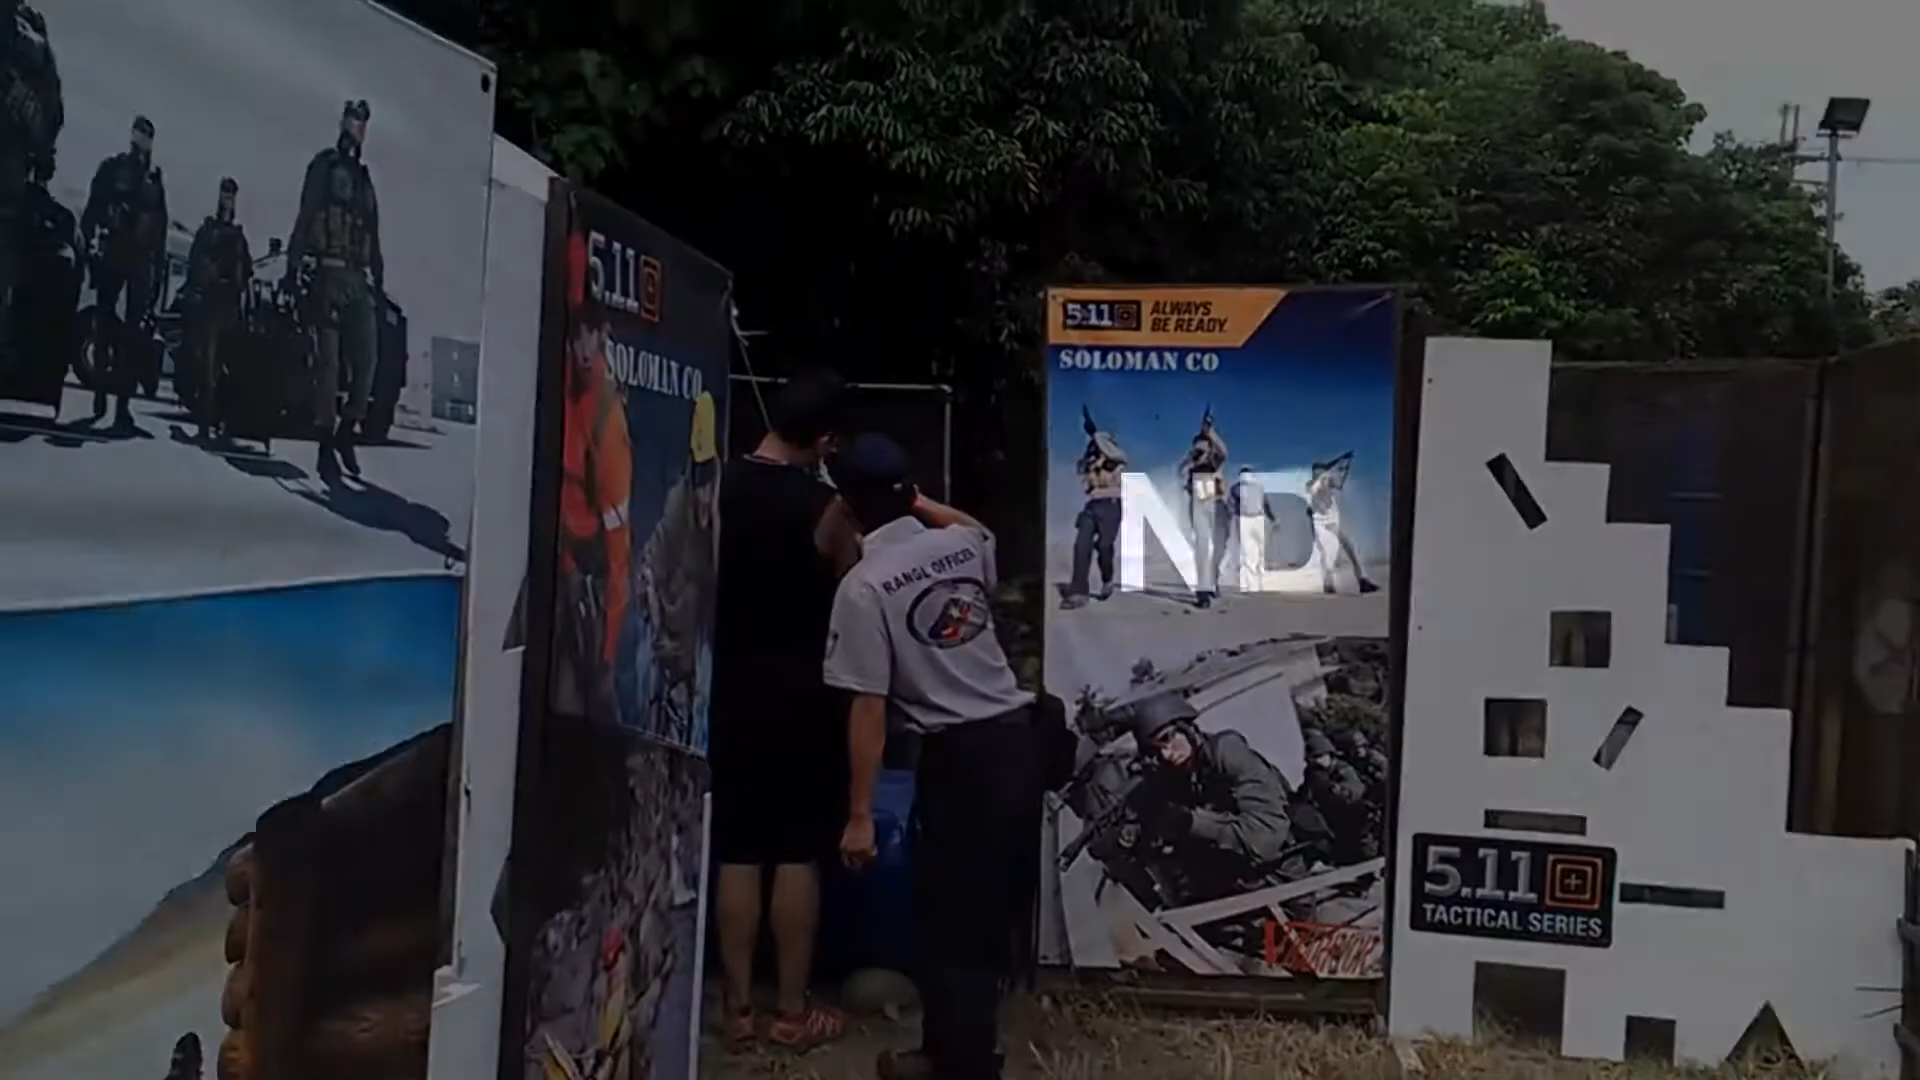 5.11
SOLOMAN CO
RANGE OFFICER
5.11
ALWAYS
BE READY
SOLOMAN CO
ND
5.11
TACTICAL SERIES